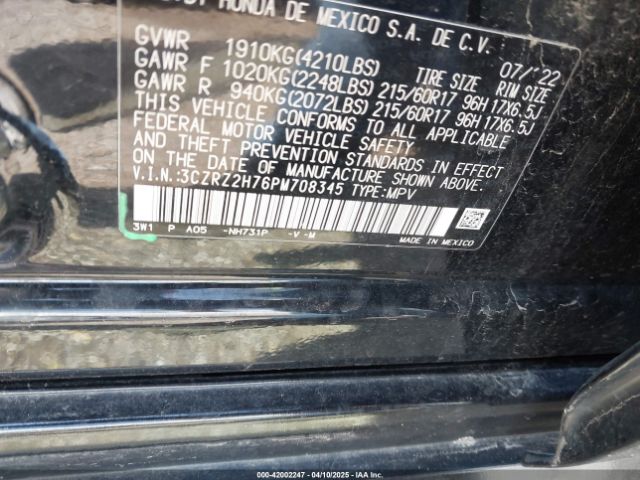 HONDA DE MEXICO S.A. DE C.V.
07/'22
GVWR 1910KG(4210LBS) TIRE SIZE RIM SIZE
GAWR F 1020KG(2248LBS) 215/60R17 96H 17X6.5J
GAWR R 940KG(2072LBS) 215/60R17 96H 17X6.5J
THIS VEHICLE CONFORMS TO ALL APPLICABLE
FEDERAL MOTOR VEHICLE SAFETY
AND THEFT PREVENTION STANDARDS IN EFFECT
ON THE DATE OF MANUFACTURE SHOWN ABOVE.
V.I.N.:3CZRZ2H76PM708345 TYPE:MPV
3W1 P A05 -NH731P -V-M MADE IN MEXICO
000-42002247 - 04/10/2025 - IAAI.COM